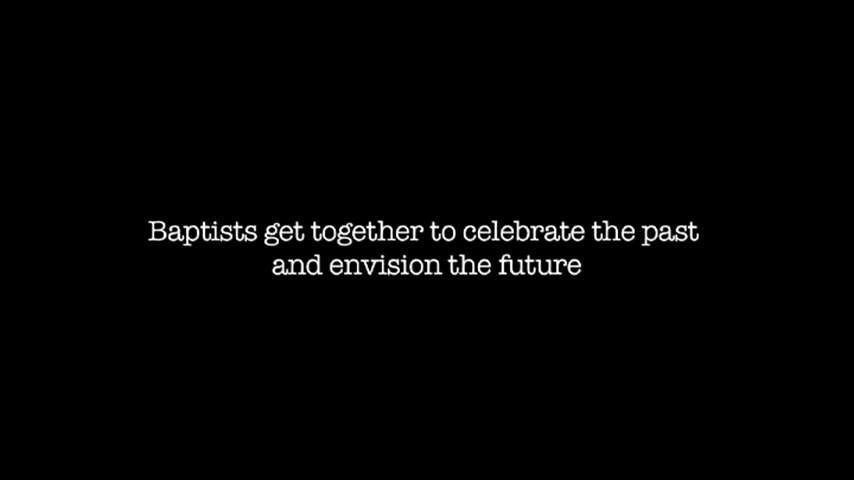 Baptists get together to celebrate the past
and envision the future